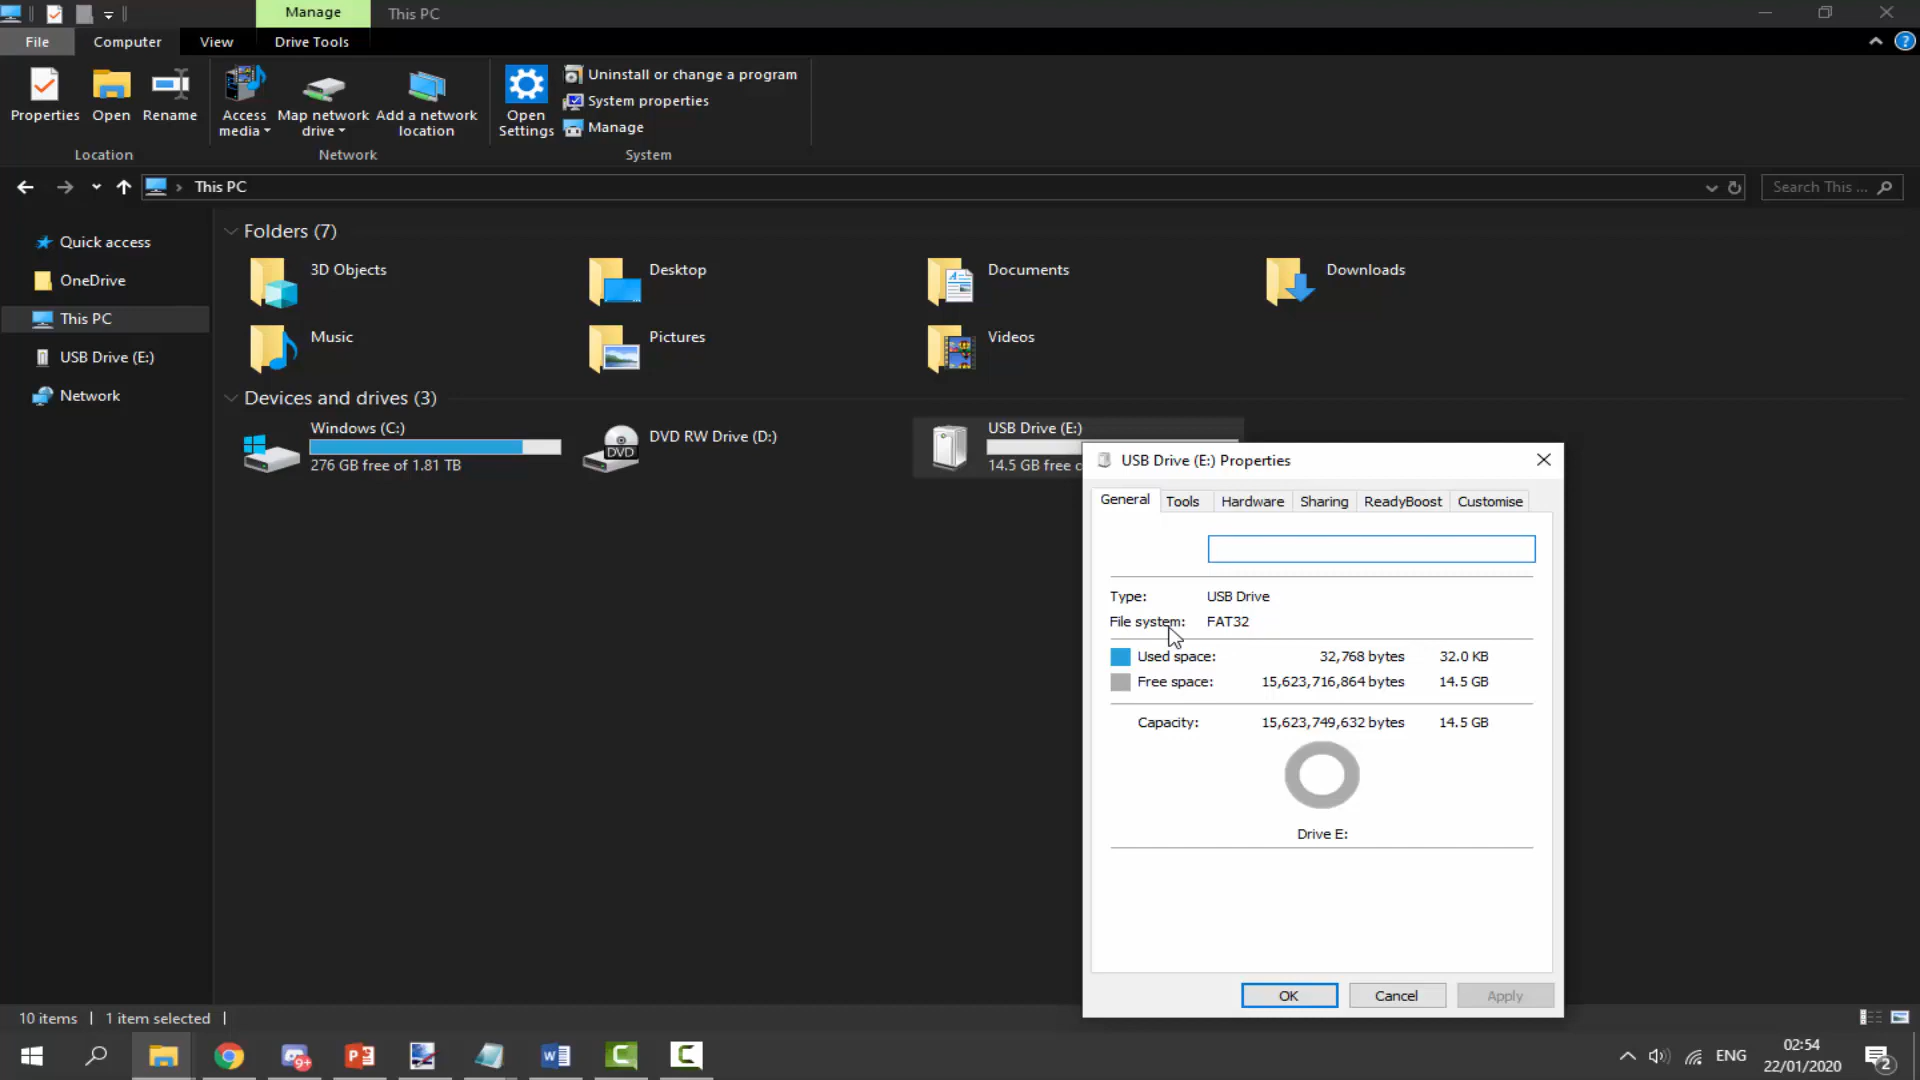 Manage
This PC
File
Computer
View
Drive Tools
Properties
Open
Rename
Access media
Map network drive
Add a network location
Open Settings
Uninstall or change a program
System properties
Manage
Location
Network
System
This PC
Search This ...
Quick access
OneDrive
This PC
USB Drive (E:)
Network
Folders (7)
3D Objects
Desktop
Documents
Downloads
Music
Pictures
Videos
Devices and drives (3)
Windows (C:)
276 GB free of 1.81 TB
DVD RW Drive (D:)
DVD
USB Drive (E:)
14.5 GB free
USB Drive (E:) Properties
General
Tools
Hardware
Sharing
ReadyBoost
Customise
Type: USB Drive
File system: FAT32
Used space: 32,768 bytes 32.0 KB
Free space: 15,623,716,864 bytes 14.5 GB
Capacity: 15,623,749,632 bytes 14.5 GB
Drive E:
OK
Cancel
Apply
10 items
1 item selected
9+
ENG
02:54
22/01/2020
2